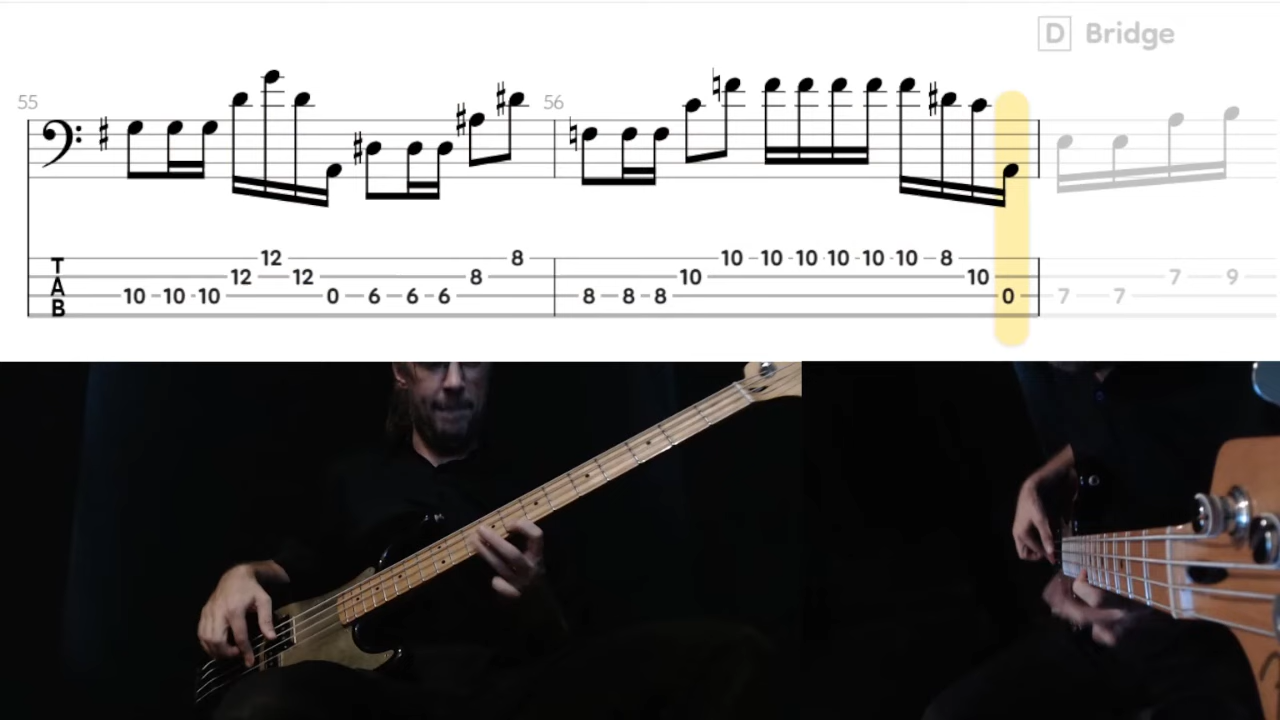 D Bridge
55 56
12 10 10 10 10 10 10 8
12 12 8 8 10 10 7 9
10 10 10 0 6 6 6 8 8 8 0 7 7
T
A
B